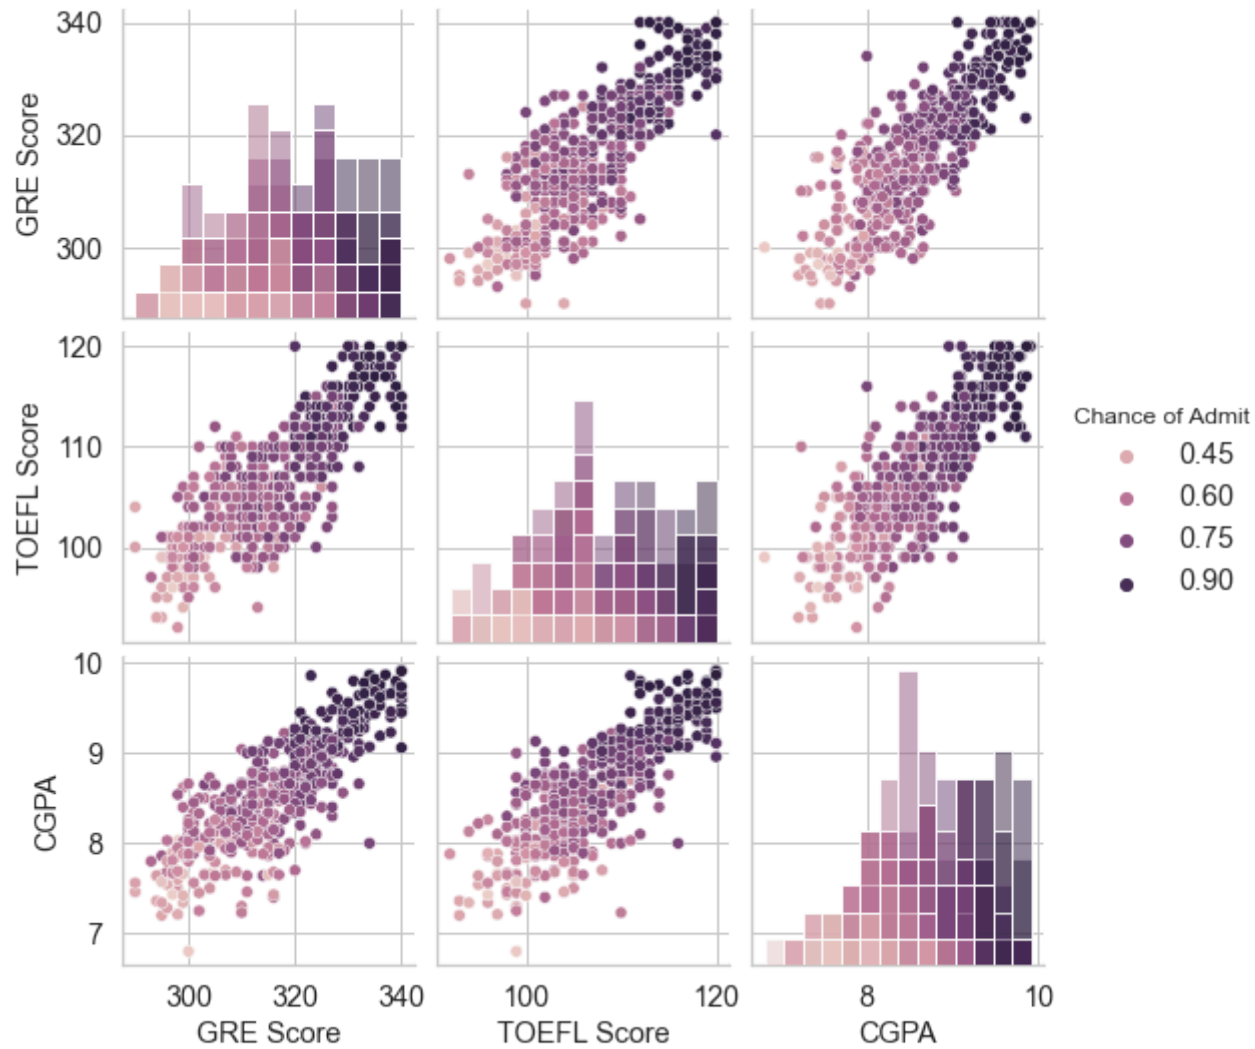 340
320
300
GRE Score
120
110
100
TOEFL Score
Chance of Admit
0.45
0.60
0.75
0.90
10
9
8
7
CGPA
300 320 340 100 120 8 10
GRE Score TOEFL Score CGPA